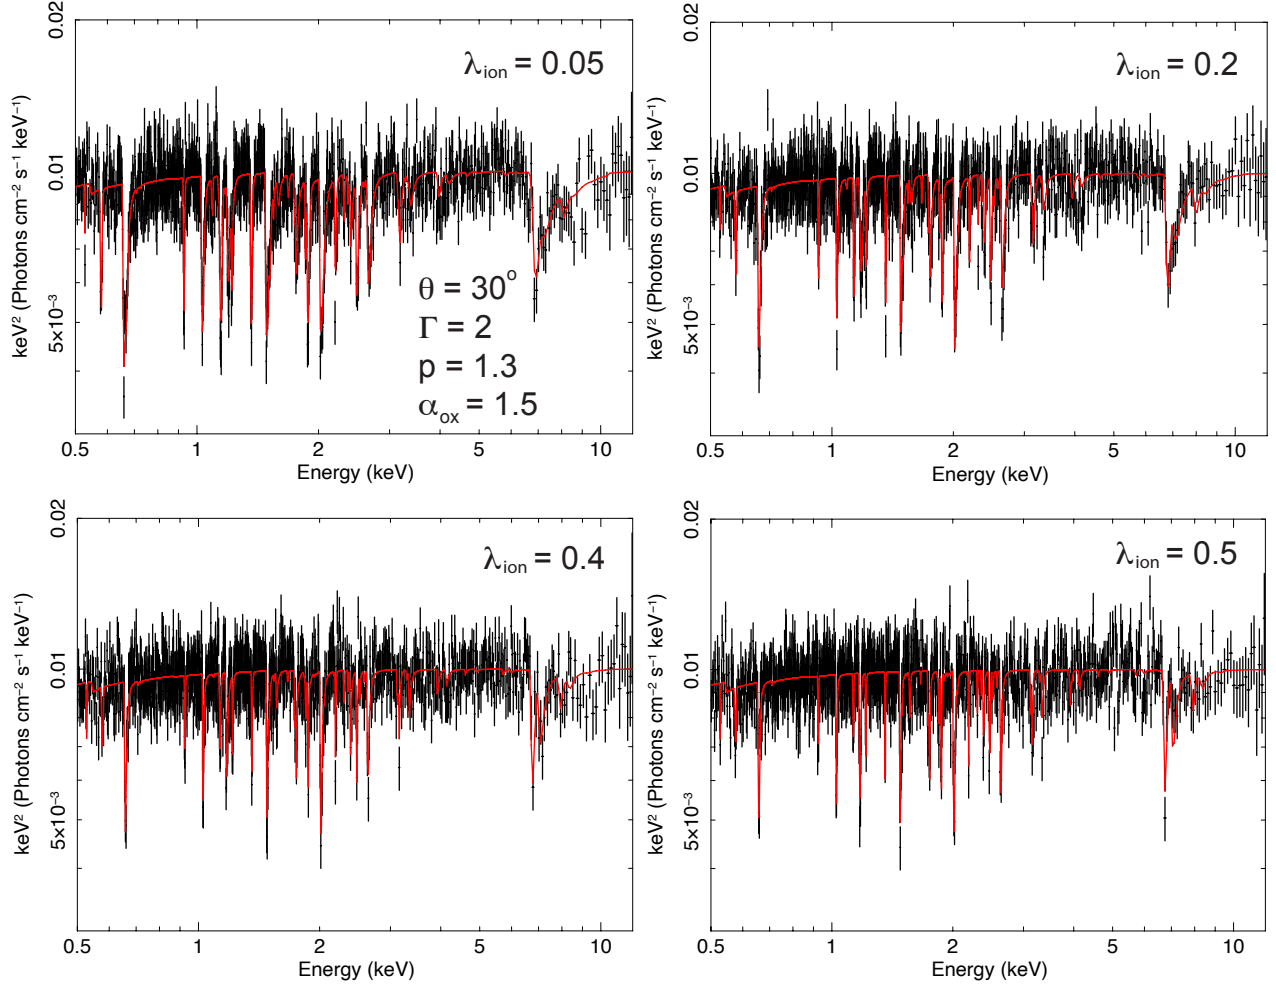 λion = 0.05
0.02
0.01
5×10−3
keV² (Photons cm−2 s−1 keV−1)
θ = 30o
Γ = 2
p = 1.3
αox = 1.5
0.5 1 2 5 10
Energy (keV)
λion = 0.2
0.02
0.01
5×10−3
keV² (Photons cm−2 s−1 keV−1)
0.5 1 2 5 10
Energy (keV)
λion = 0.4
0.02
0.01
5×10−3
keV² (Photons cm−2 s−1 keV−1)
0.5 1 2 5 10
Energy (keV)
λion = 0.5
0.02
0.01
5×10−3
keV² (Photons cm−2 s−1 keV−1)
0.5 1 2 5 10
Energy (keV)